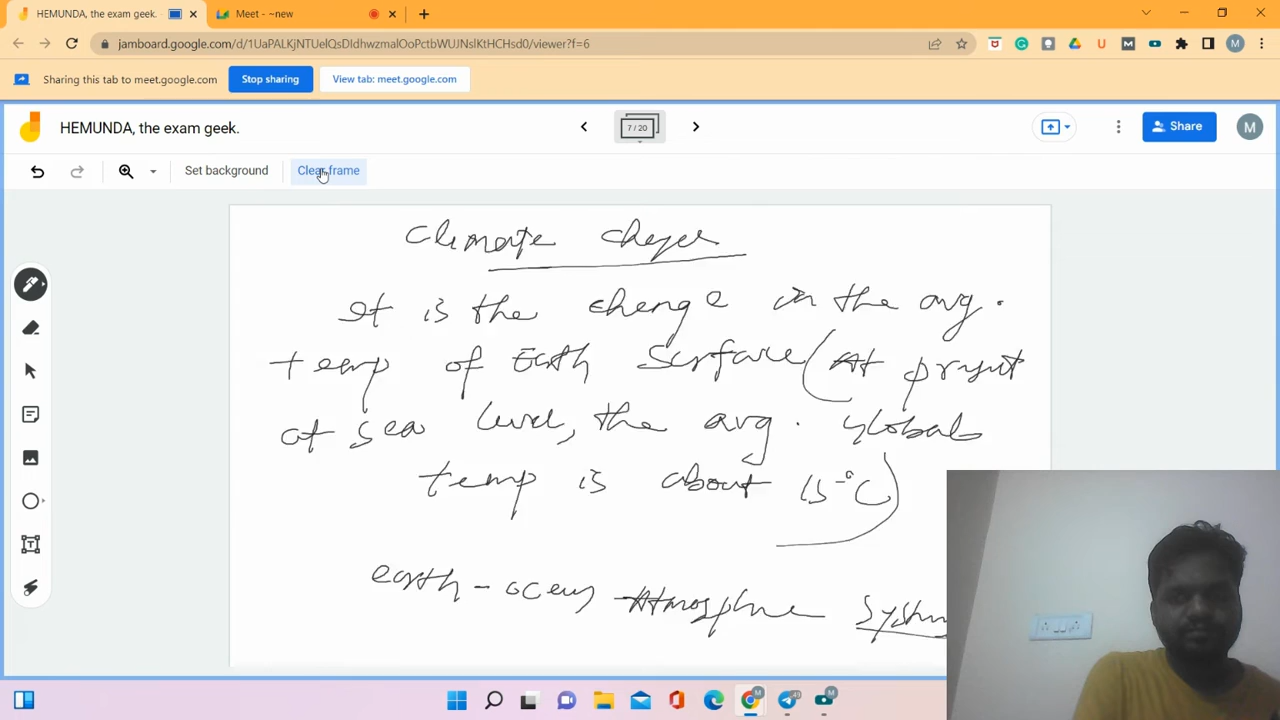 HEMUNDA, the exam geek.
Meet - ~new
jamboard.google.com/d/1UaPALKjNTUelQsDIdhwzmalOoPctbWUJNslKtHCHsd0/viewer?f=6
Sharing this tab to meet.google.com
Stop sharing
View tab: meet.google.com
HEMUNDA, the exam geek.
7 / 20
Share
M
Set background
Clear frame
Climate
It is the change in the avg.
temp of Earth Surface (At present
at sea level, the avg. global
temp is about 15°C)
earth - Atmosphere System